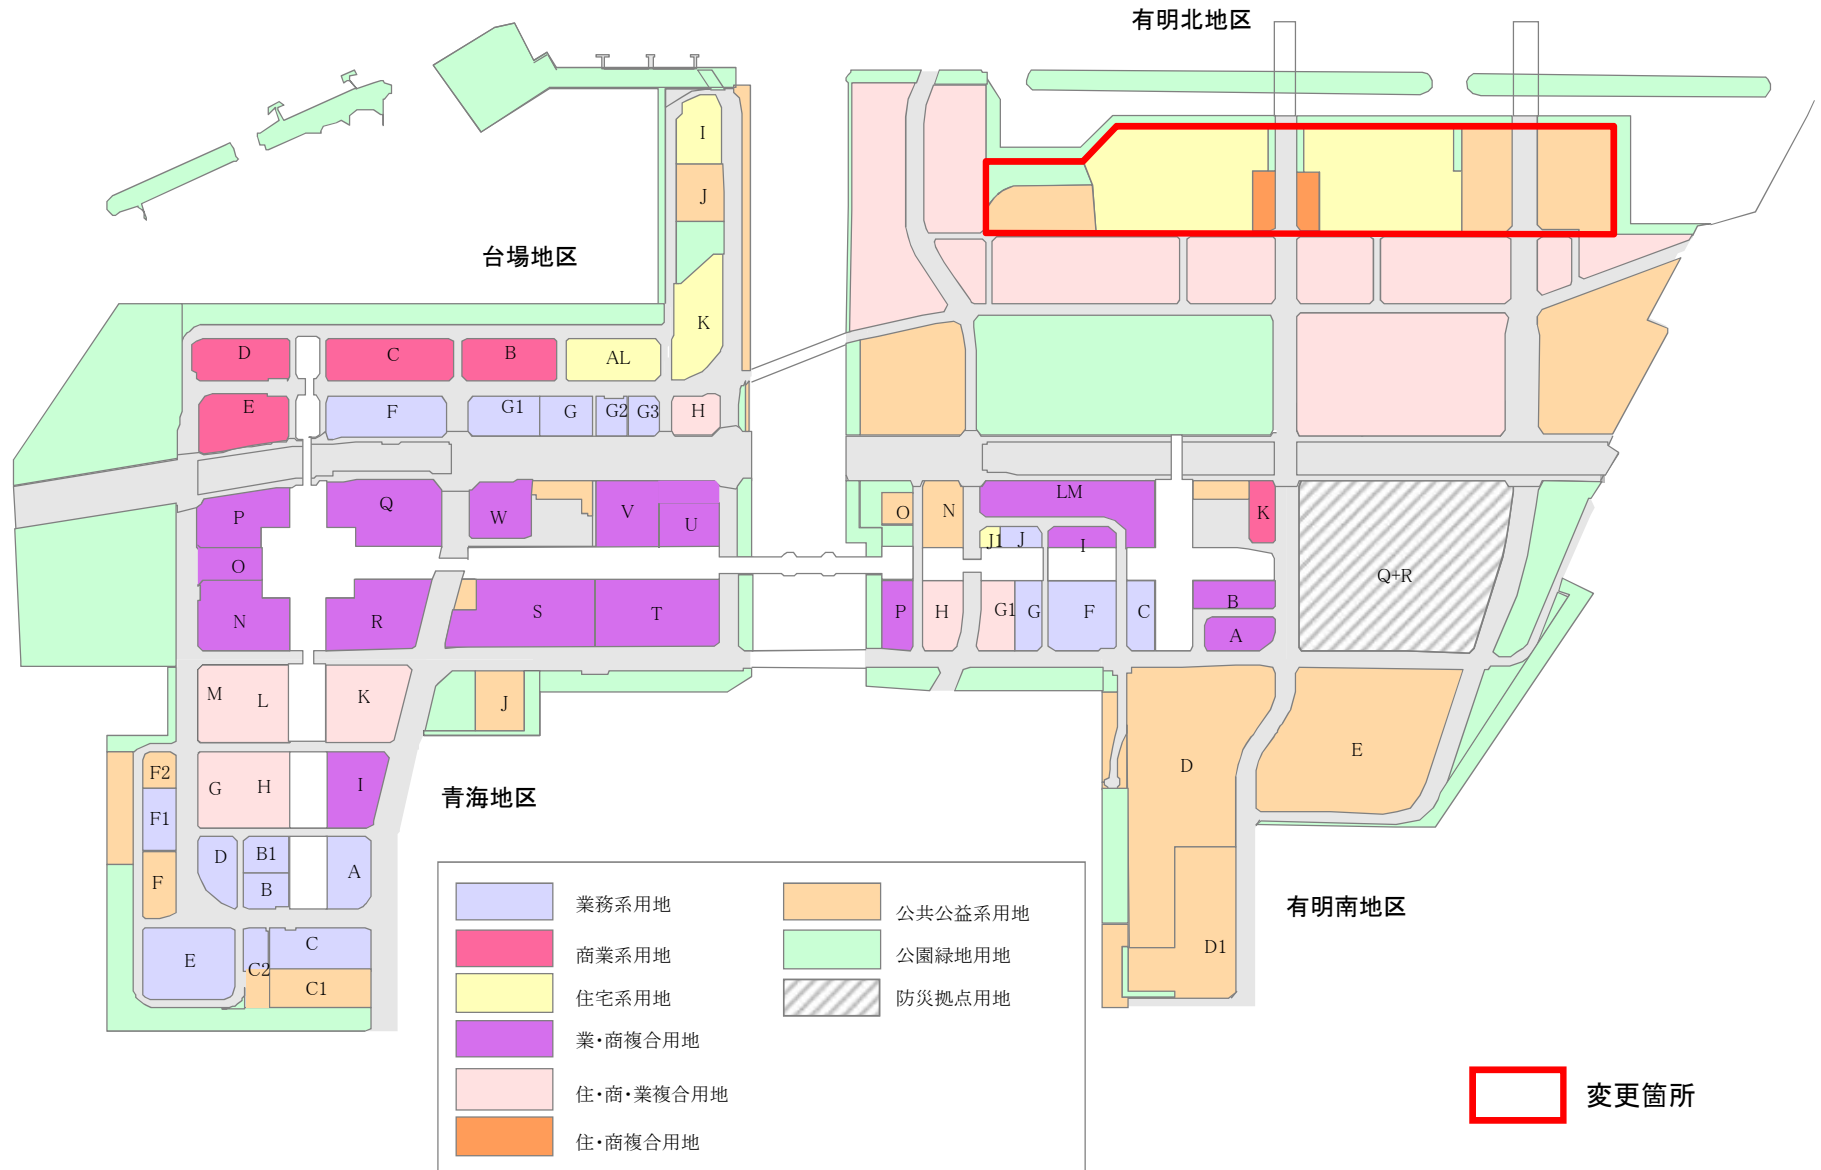 有明北地区
I
J
台場地区
K
D
C
B
AL
E
F
G1
G
G2
G3
H
P
Q
W
V
U
O
N
R
S
T
O
N
LM
K
J1
J
I
Q+R
P
H
G1
G
F
C
B
A
M
L
K
J
F2
G
H
I
青海地区
D
E
F1
D
B1
A
F
B
有明南地区
E
C2
C
C1
D1
業務系用地
商業系用地
住宅系用地
業・商複合用地
住・商・業複合用地
住・商複合用地
公共公益系用地
公園緑地用地
防災拠点用地
変更箇所